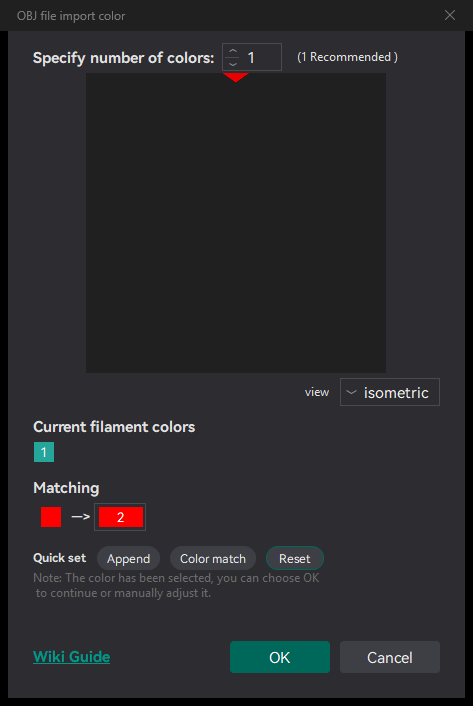 OBJ file import color
Specify number of colors: 1 (1 Recommended )
view isometric
Current filament colors
1
Matching
—> 2
Quick set Append Color match Reset
Note: The color has been selected, you can choose OK
to continue or manually adjust it.
Wiki Guide OK Cancel